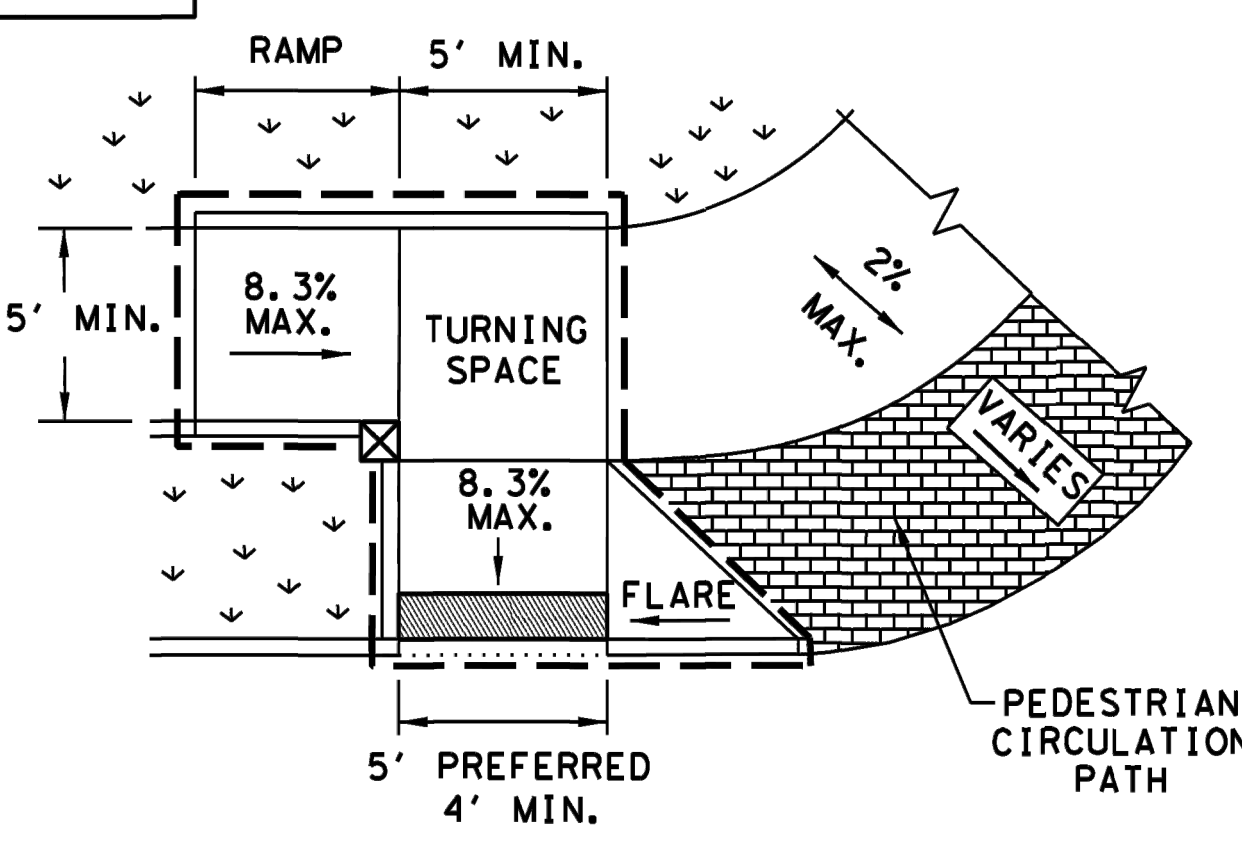 RAMP
5' MIN.
5' MIN.
8.3%
MAX.
TURNING
SPACE
2%
MAX.
VARIES
8.3%
MAX.
FLARE
5' PREFERRED
4' MIN.
PEDESTRIAN
CIRCULATION
PATH